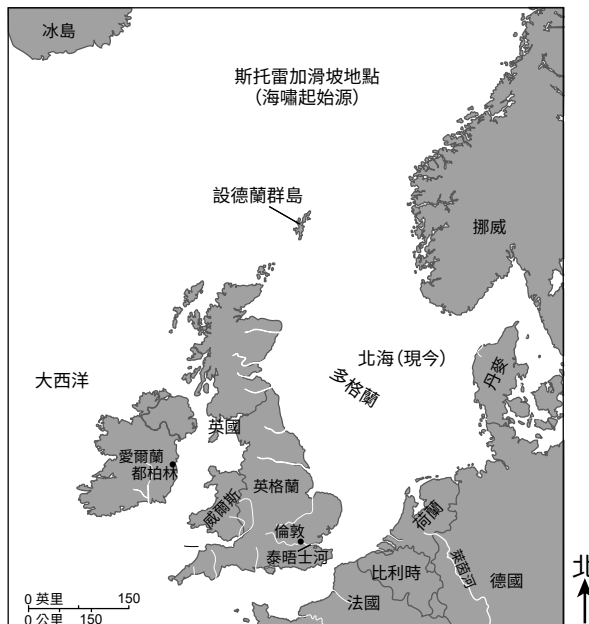 冰島
斯托雷加滑坡地點
（海嘯起始源）
設德蘭群島
挪威
大西洋
北海（現今）
多格蘭
丹麥
英國
愛爾蘭
都柏林
威爾斯
英格蘭
倫敦
泰晤士河
荷蘭
萊茵河
比利時
德國
法國
北
0 英里 150
0 公里 150